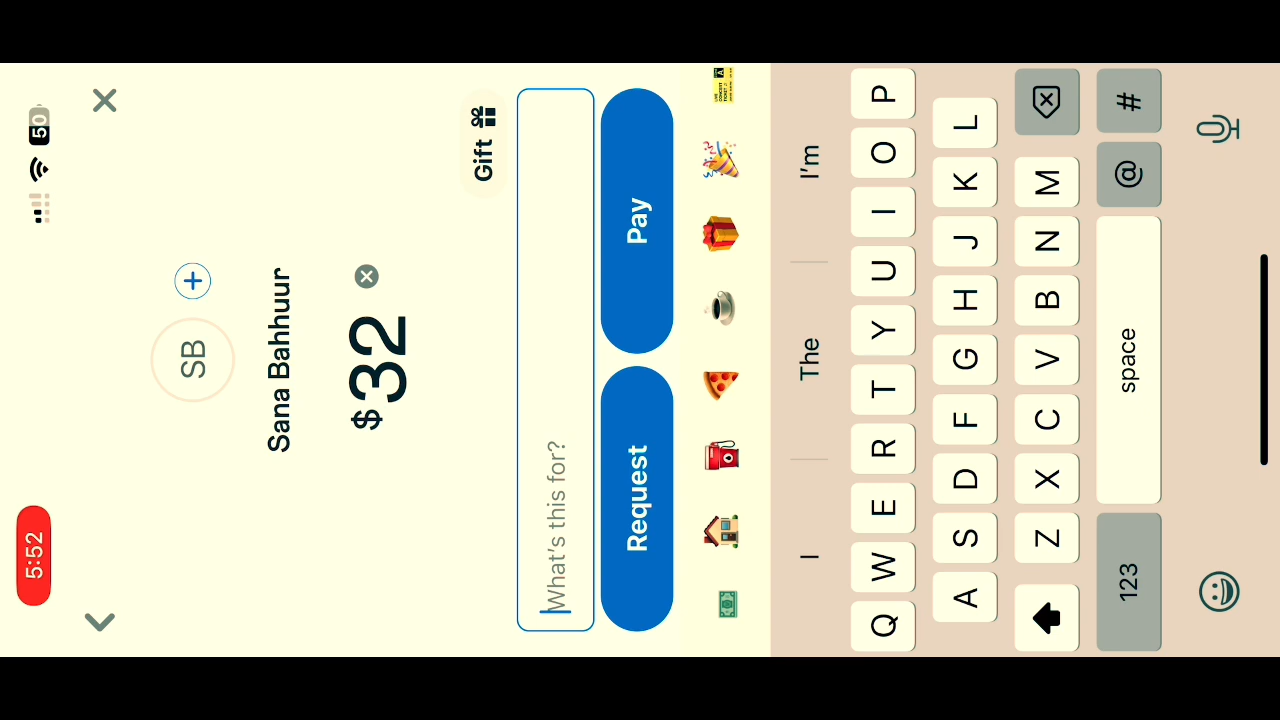 5:52
50
SB
Sana Bahhuur
$32
Gift
What's this for?
Request
Pay
I
The
I'm
Q W E R T Y U I O P
A S D F G H J K L
Z X C V B N M
123
space
@
#